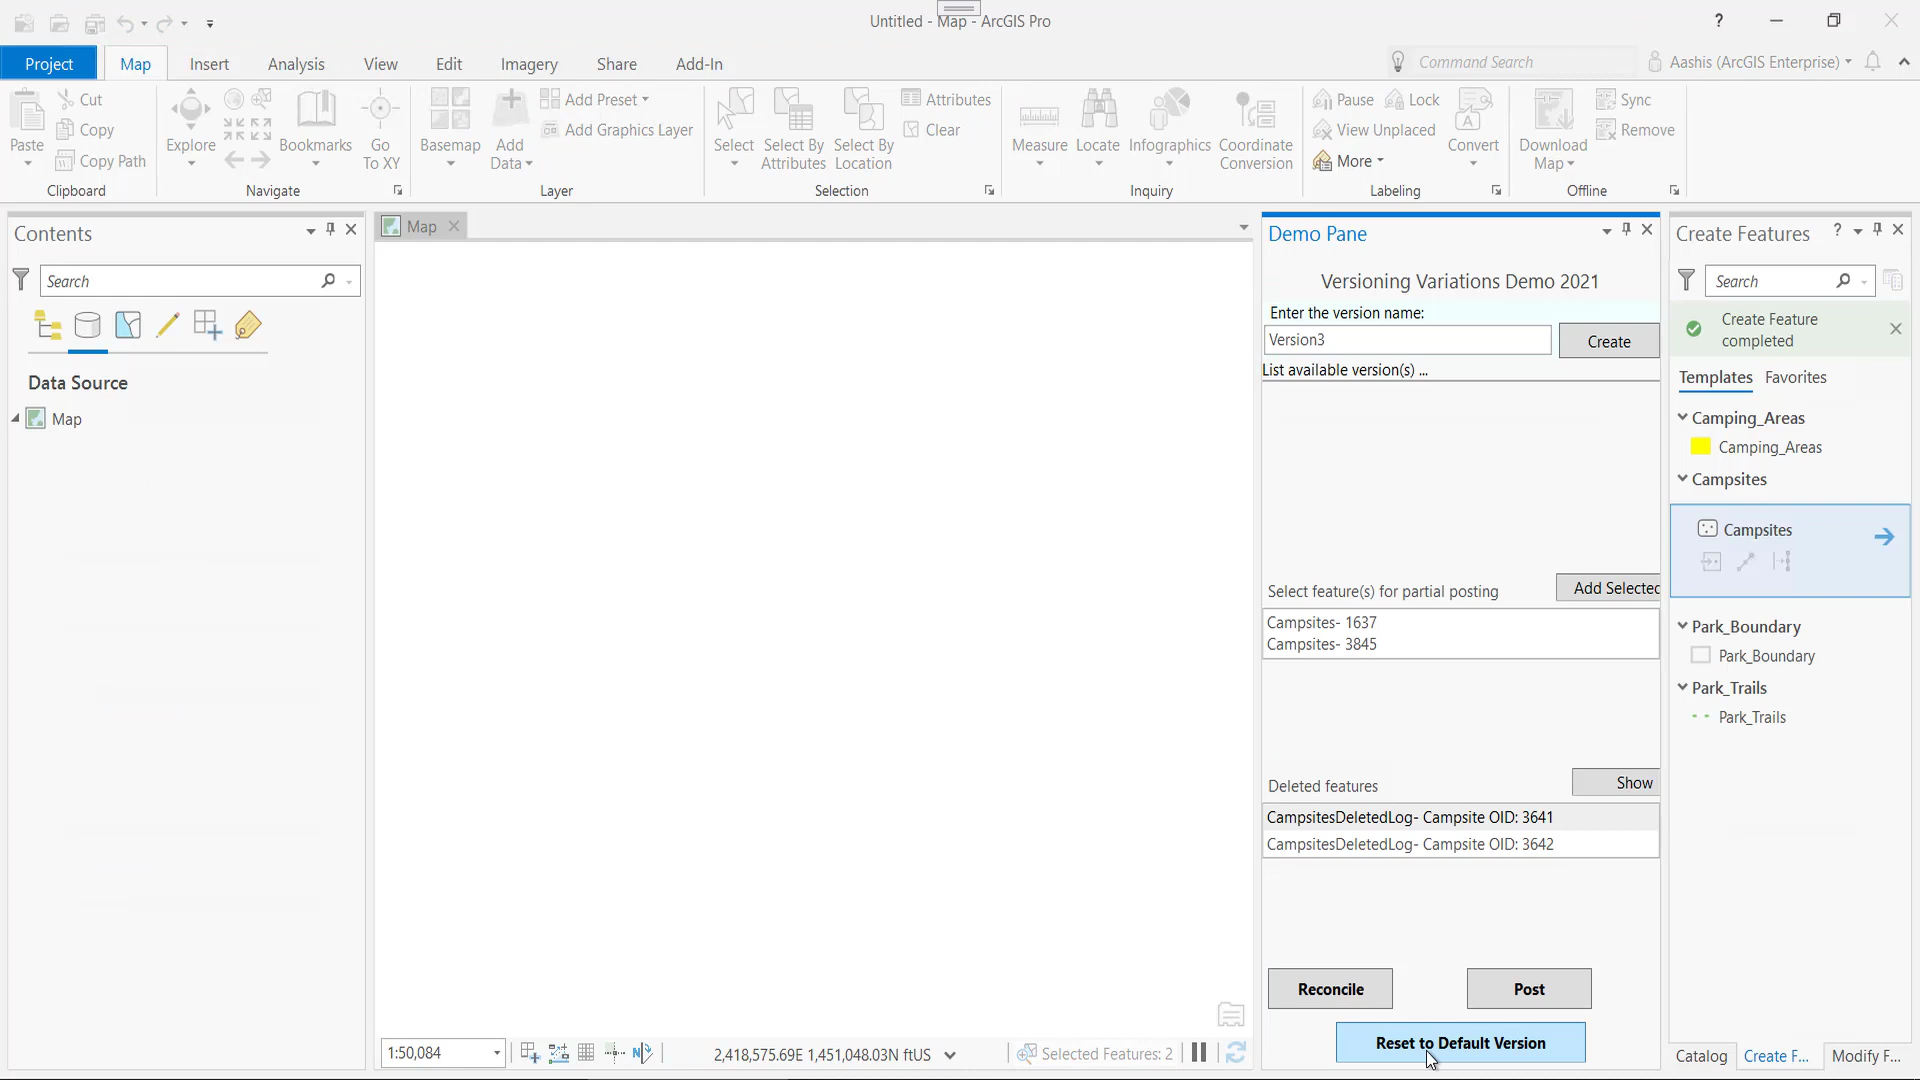 Untitled - Map - ArcGIS Pro
?
Project
Map
Insert
Analysis
View
Edit
Imagery
Share
Add-In
Command Search
Aashis (ArcGIS Enterprise)
Paste
Cut
Copy
Copy Path
Clipboard
Explore
Bookmarks
Go
To XY
Navigate
Basemap
Add
Data
Add Preset
Add Graphics Layer
Layer
Select
Select By
Attributes
Select By
Location
Attributes
Clear
Selection
Measure
Locate
Infographics
Coordinate
Conversion
Inquiry
Pause
Lock
View Unplaced
More
Convert
Labeling
Download
Map
Sync
Remove
Offline
Contents
Search
Data Source
Map
Map
1:50,084
2,418,575.69E 1,451,048.03N ftUS
Selected Features: 2
Demo Pane
Versioning Variations Demo 2021
Enter the version name:
Version3
Create
List available version(s) ...
Select feature(s) for partial posting
Add Selected
Campsites- 1637
Campsites- 3845
Deleted features
Show
CampsitesDeletedLog- Campsite OID: 3641
CampsitesDeletedLog- Campsite OID: 3642
Reconcile
Post
Reset to Default Version
Create Features
?
Search
Create Feature
completed
Templates
Favorites
Camping_Areas
Camping_Areas
Campsites
Campsites
Park_Boundary
Park_Boundary
Park_Trails
Park_Trails
Catalog
Create F...
Modify F...